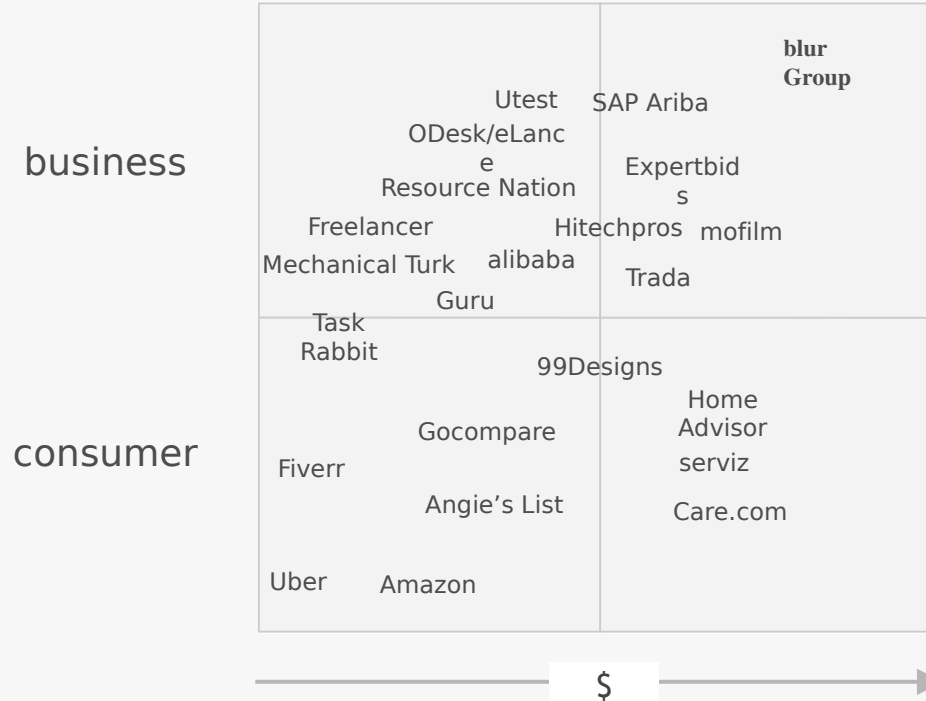 blur
Group
Utest
SAP Ariba
ODesk/eLanc
e
business
Expertbid
s
Resource Nation
Freelancer
Hitechpros
mofilm
Mechanical Turk
alibaba
Trada
Guru
Task
Rabbit
99Designs
Home
Advisor
Gocompare
consumer
serviz
Fiverr
Angie’s List
Care.com
Uber
Amazon
$